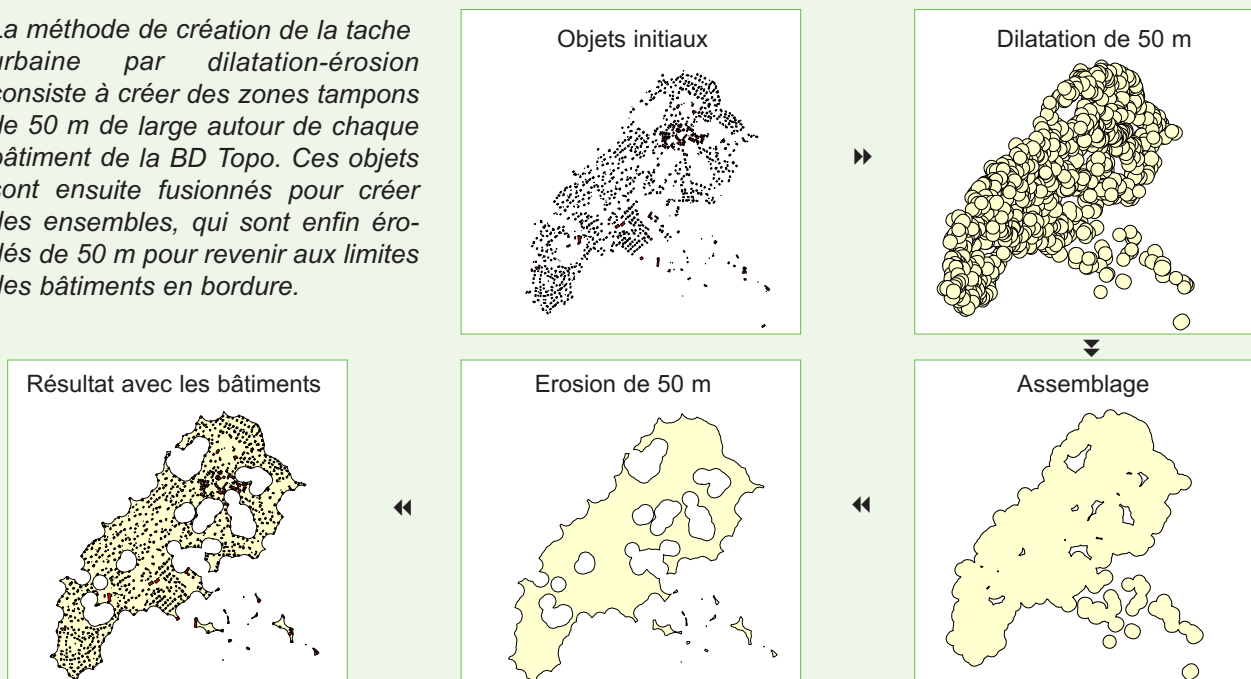 La méthode de création de la tache
urbaine par dilatation-érosion
consiste à créer des zones tampons
de 50 m de large autour de chaque
bâtiment de la BD Topo. Ces objets
sont ensuite fusionnés pour créer
des ensembles, qui sont enfin éro-
dés de 50 m pour revenir aux limites
des bâtiments en bordure.
Objets initiaux
Dilatation de 50 m
Assemblage
Erosion de 50 m
Résultat avec les bâtiments